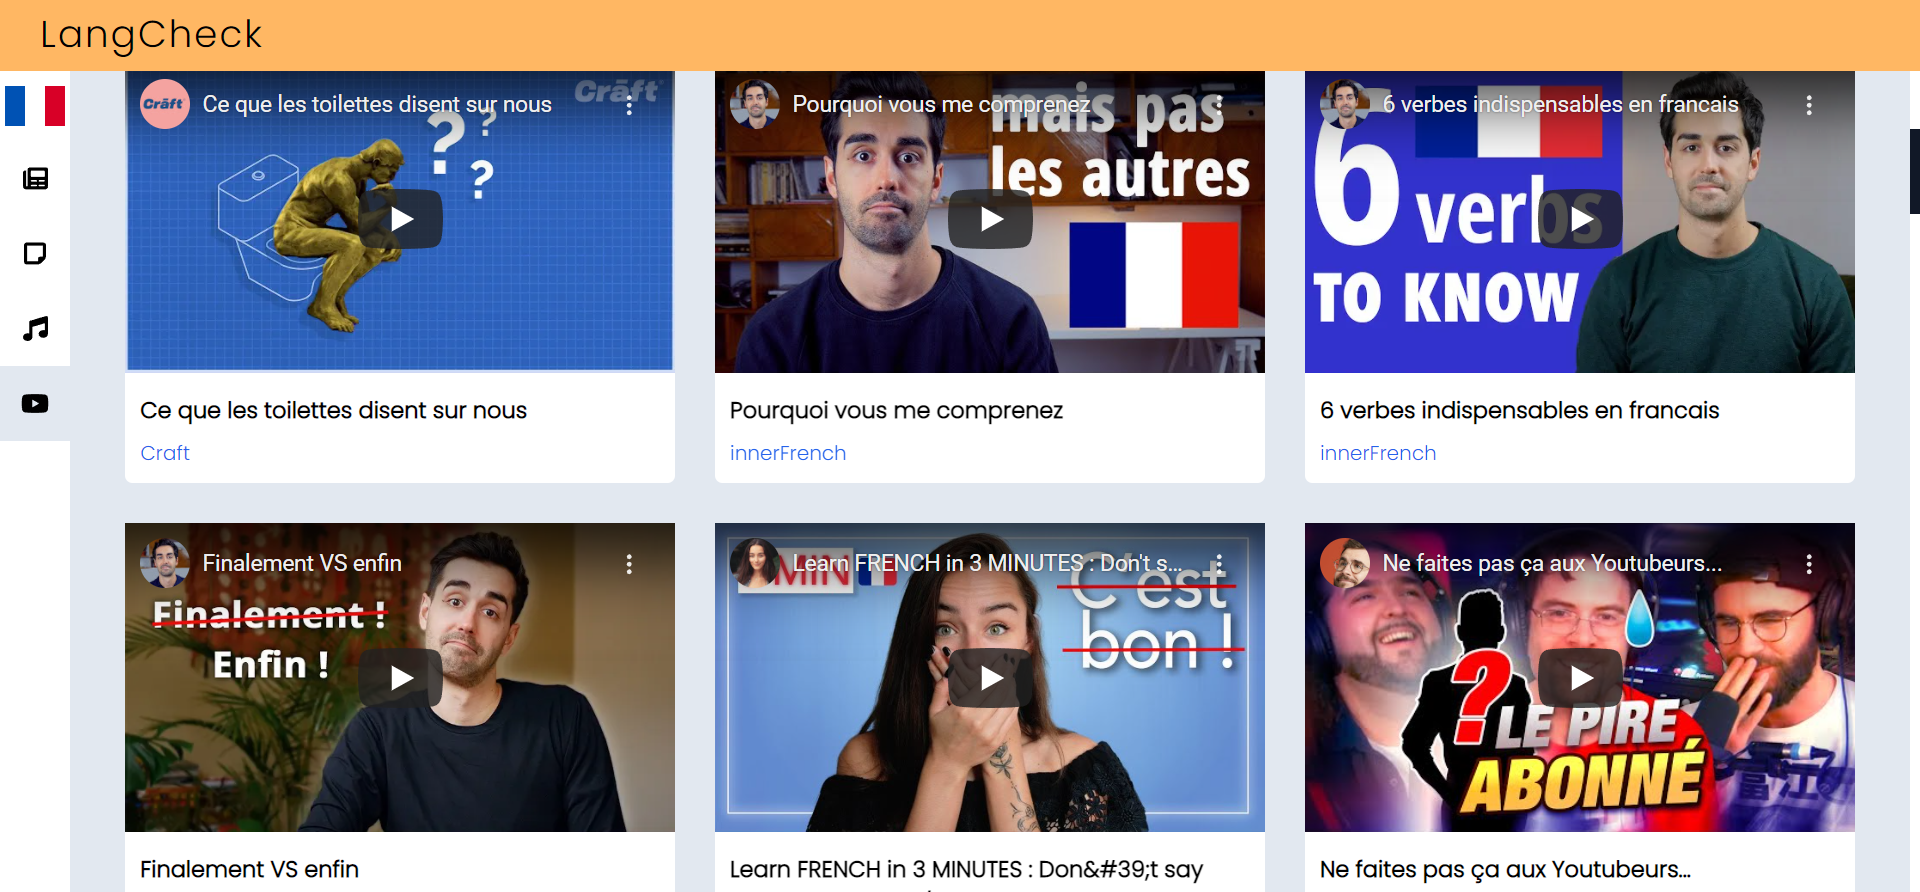 LangCheck
Crāft
Crāft
Ce que les toilettes disent sur nous
? ? ?
Ce que les toilettes disent sur nous
Craft
Pourquoi vous me comprenez
mais pas
les autres
Pourquoi vous me comprenez
innerFrench
6 verbes indispensables en francais
6 verbs
TO KNOW
6 verbes indispensables en francais
innerFrench
Finalement VS enfin
Finalement !
Enfin !
Finalement VS enfin
Learn FRENCH in 3 MINUTES : Don't s...
MIN
C'est
bon !
Learn FRENCH in 3 MINUTES : Don&#39;t say
Ne faites pas ça aux Youtubeurs...
?
LE PIRE
ABONNÉ
Ne faites pas ça aux Youtubeurs...